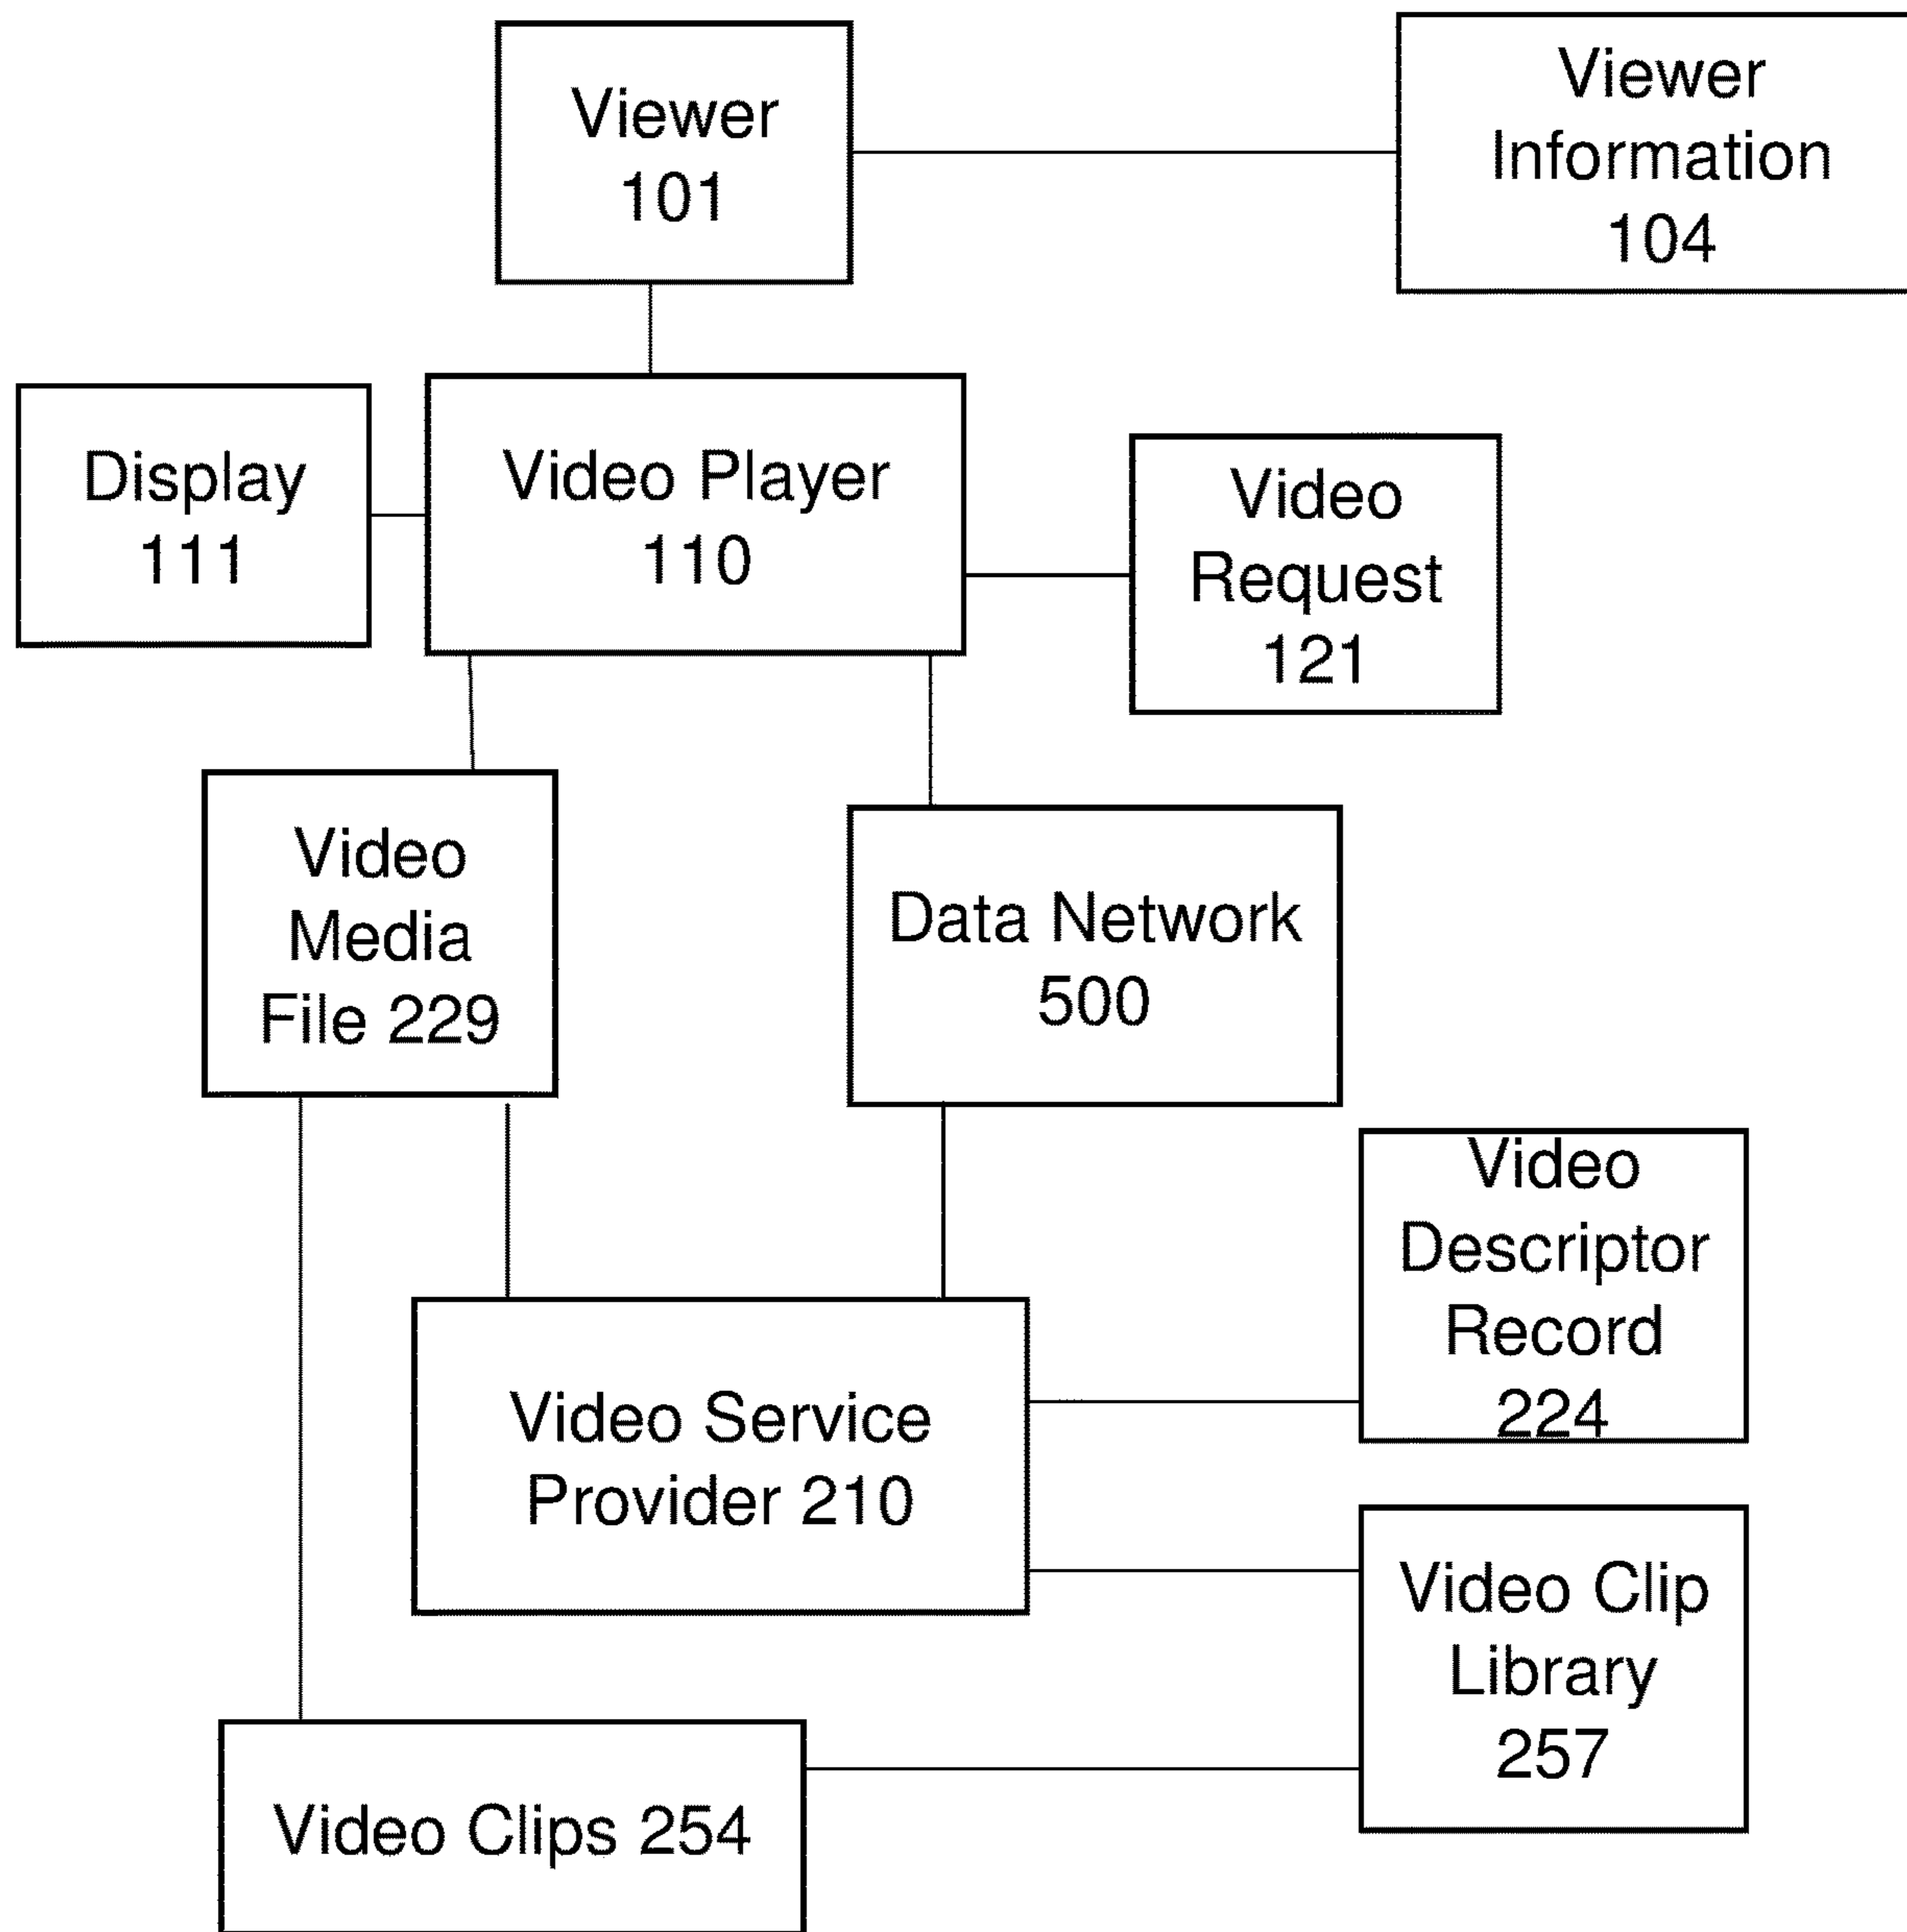 Viewer
101
Viewer
Information
104
Display
111
Video Player
110
Video
Request
121
Video
Media
File 229
Data Network
500
Video
Descriptor
Record
224
Video Service
Provider 210
Video Clip
Library
257
Video Clips 254